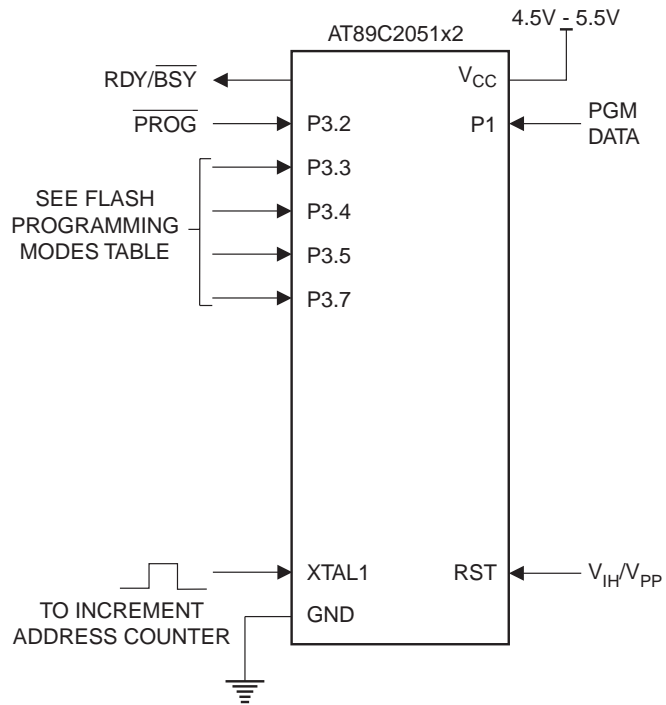 AT89C2051x2
4.5V - 5.5V
RDY/BSY
VCC
PROG
P3.2
P1
PGM
DATA
P3.3
SEE FLASH
PROGRAMMING
MODES TABLE
P3.4
P3.5
P3.7
XTAL1
RST
VIH/VPP
TO INCREMENT
ADDRESS COUNTER
GND